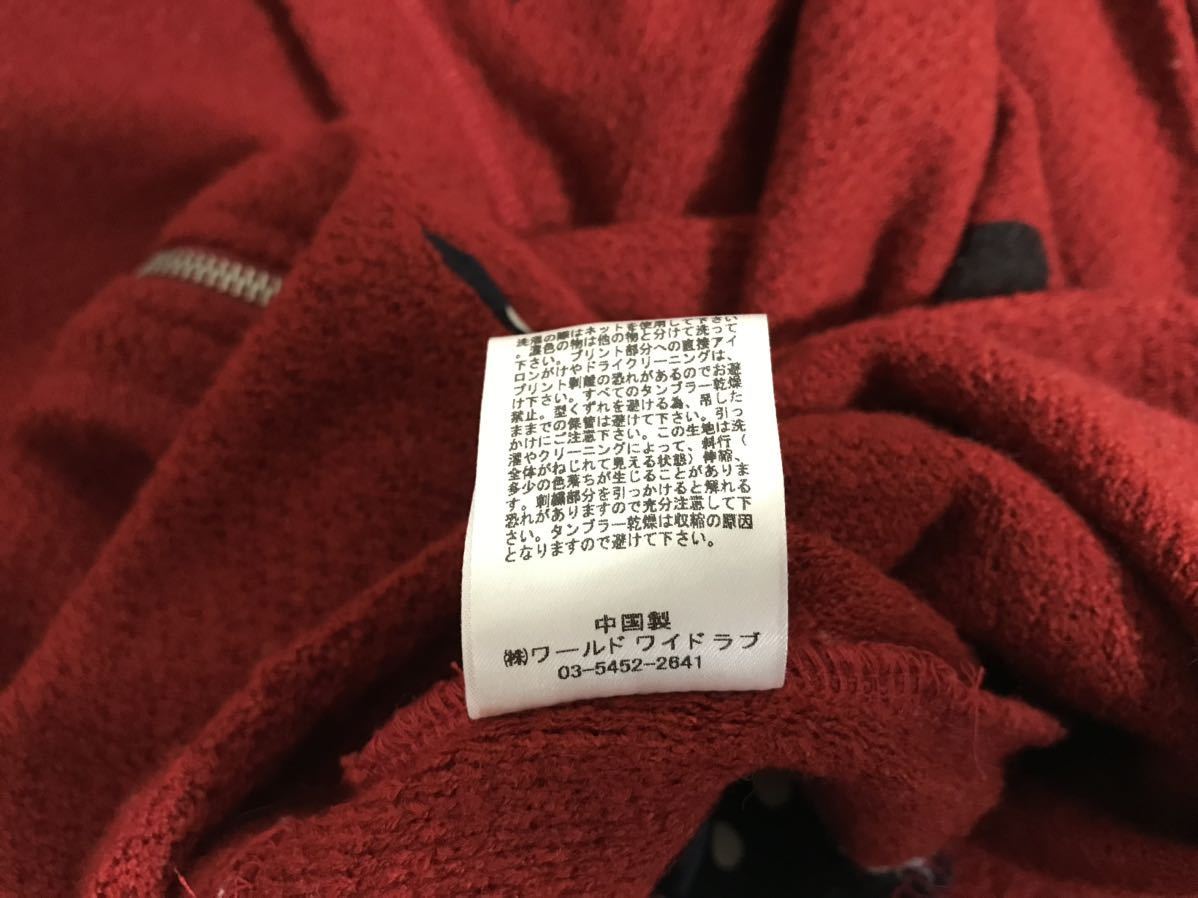 洗濯の際はネットを使用して下さい
。濃色の物は他の物と分けて洗って
下さい。プリント部分への直接アイ
ロンがけやドライクリーニングは、
プリント剥離の恐れがあるのでお避
け下さい。すべてのタンブラー乾燥
禁止。型くずれを避ける為、吊した
ままでの保管は避けて下さい。引っ
かけにご注意下さい。この生地は洗
濯やクリーニングによって、斜行(
全体がねじれて見える状態)伸縮、
多少の色落ちが生じることがありま
す。刺繍部分を引っかけると解れる
恐れがありますので充分注意して下
さい。タンブラー乾燥は収縮の原因
となりますので避けて下さい。
中国製
㈱ワールド ワイド ラブ
03-5452-2641